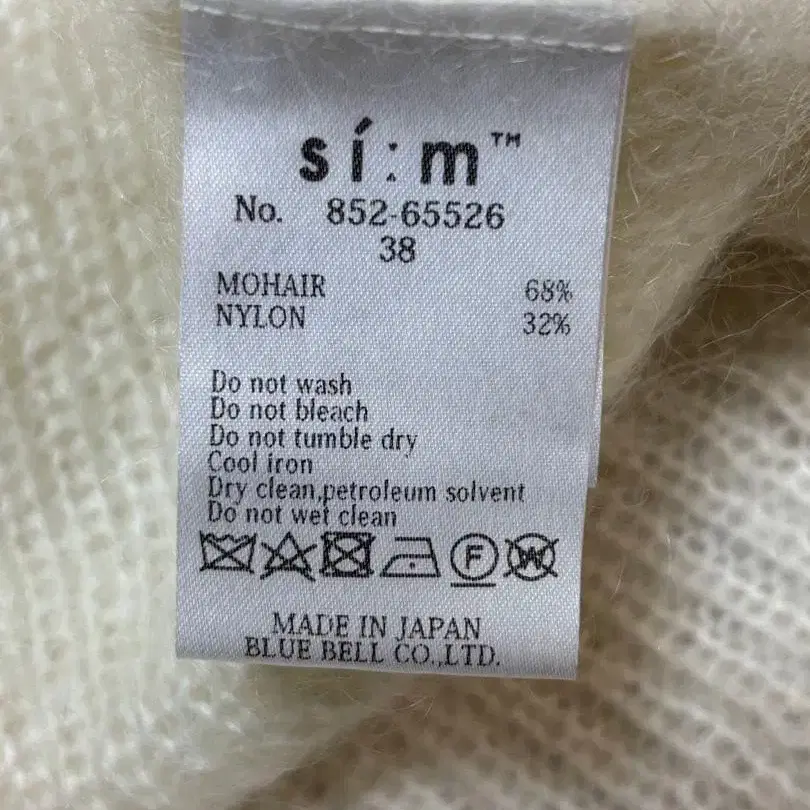 sí:m™
No. 852-65526
38
MOHAIR 68%
NYLON 32%
Do not wash
Do not bleach
Do not tumble dry
Cool iron
Dry clean,petroleum solvent
Do not wet clean
F W
MADE IN JAPAN
BLUE BELL CO.,LTD.